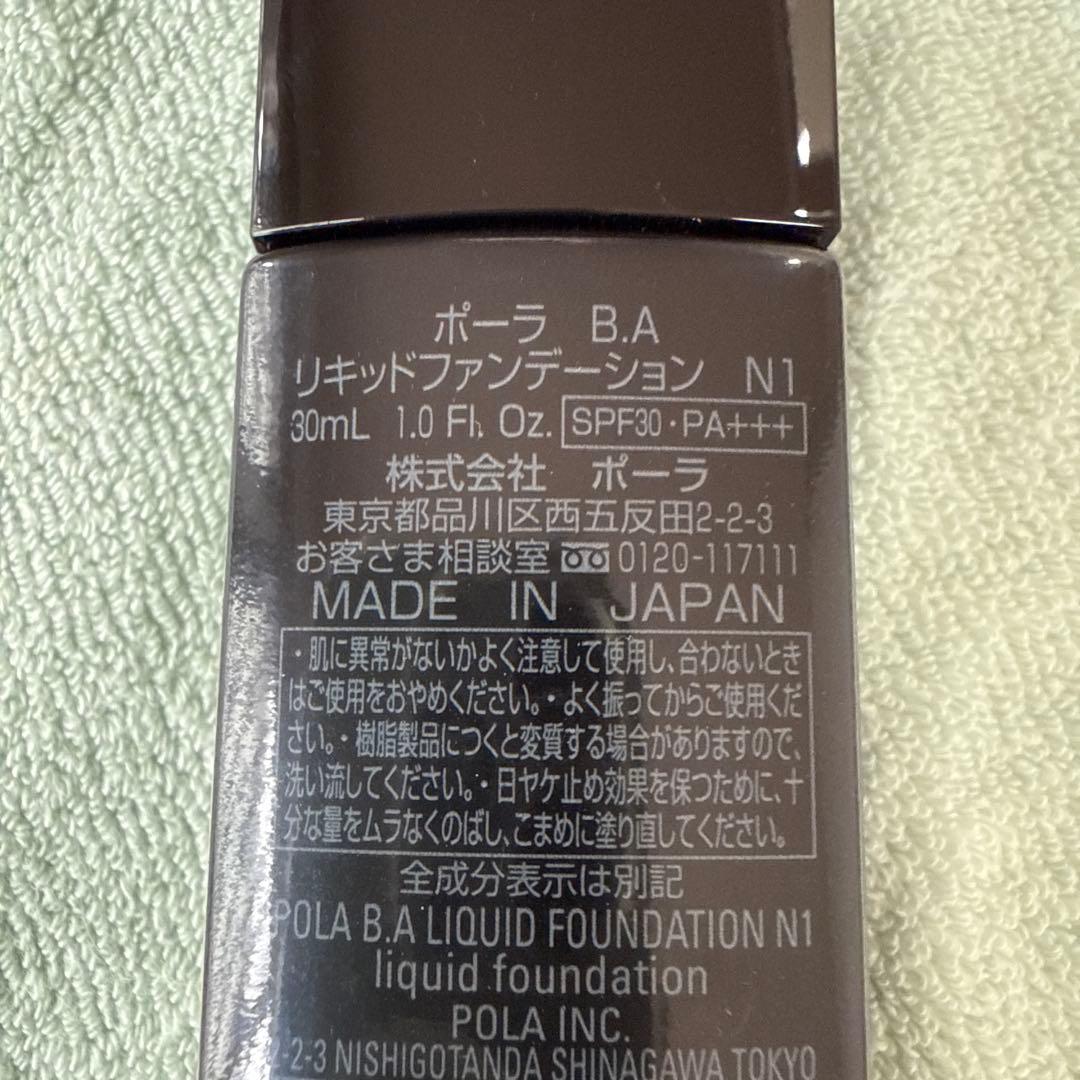 ポーラ B.A
リキッドファンデーション N1
30mL 1.0 Fl. Oz. SPF30・PA+++
株式会社 ポーラ
東京都品川区西五反田2-2-3
お客さま相談室 0120-117111
MADE IN JAPAN
・肌に異常がないかよく注意して使用し、合わないとき
はご使用をおやめください。・よく振ってからご使用くだ
さい。・樹脂製品につくと変質する場合がありますので、
洗い流してください。・日ヤケ止め効果を保つために、十
分な量をムラなくのばし、こまめに塗り直してください。
全成分表示は別記
POLA B.A LIQUID FOUNDATION N1
liquid foundation
POLA INC.
2-2-3 NISHIGOTANDA SHINAGAWA TOKYO